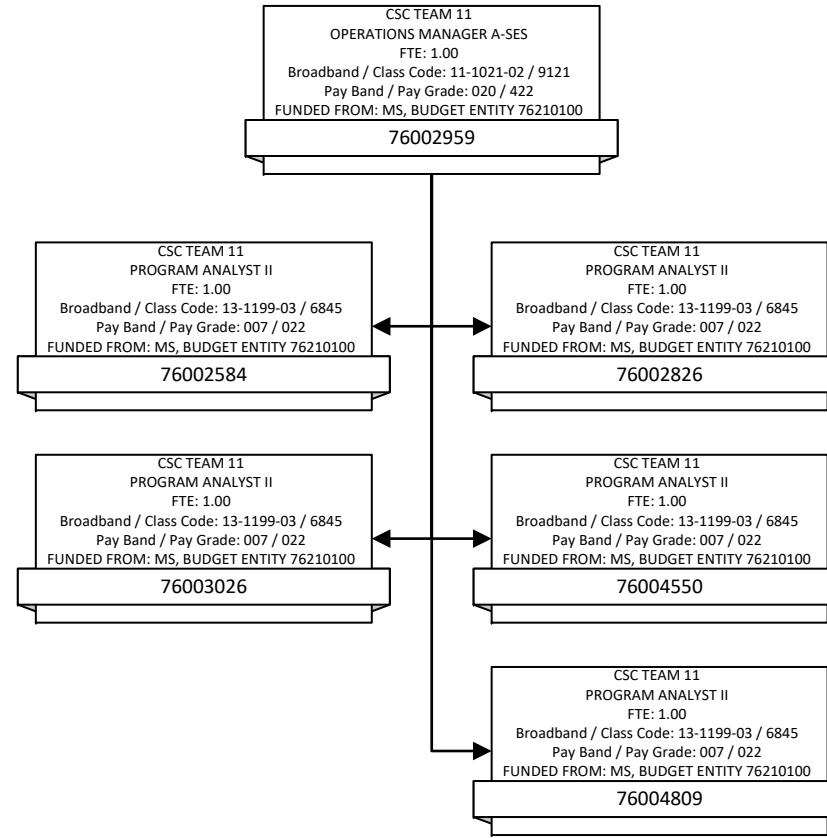 CSC TEAM 11
OPERATIONS MANAGER A-SES
FTE: 1.00
Broadband / Class Code: 11-1021-02 / 9121
Pay Band / Pay Grade: 020 / 422
FUNDED FROM: MS, BUDGET ENTITY 76210100
76002959
CSC TEAM 11
PROGRAM ANALYST II
FTE: 1.00
Broadband / Class Code: 13-1199-03 / 6845
Pay Band / Pay Grade: 007 / 022
FUNDED FROM: MS, BUDGET ENTITY 76210100
76002584
CSC TEAM 11
PROGRAM ANALYST II
FTE: 1.00
Broadband / Class Code: 13-1199-03 / 6845
Pay Band / Pay Grade: 007 / 022
FUNDED FROM: MS, BUDGET ENTITY 76210100
76002826
CSC TEAM 11
PROGRAM ANALYST II
FTE: 1.00
Broadband / Class Code: 13-1199-03 / 6845
Pay Band / Pay Grade: 007 / 022
FUNDED FROM: MS, BUDGET ENTITY 76210100
76003026
CSC TEAM 11
PROGRAM ANALYST II
FTE: 1.00
Broadband / Class Code: 13-1199-03 / 6845
Pay Band / Pay Grade: 007 / 022
FUNDED FROM: MS, BUDGET ENTITY 76210100
76004550
CSC TEAM 11
PROGRAM ANALYST II
FTE: 1.00
Broadband / Class Code: 13-1199-03 / 6845
Pay Band / Pay Grade: 007 / 022
FUNDED FROM: MS, BUDGET ENTITY 76210100
76004809